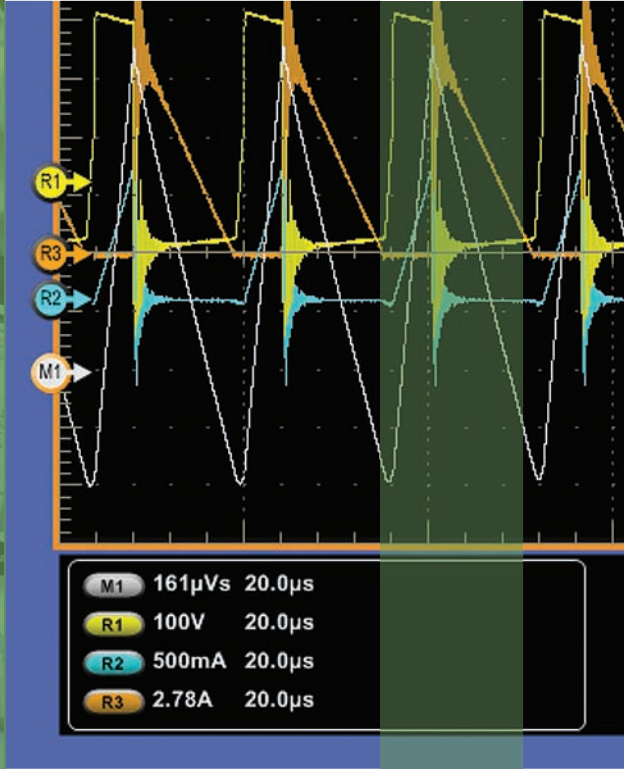 R1
R3
R2
M1
M1 161µVs 20.0µs
R1 100V 20.0µs
R2 500mA 20.0µs
R3 2.78A 20.0µs